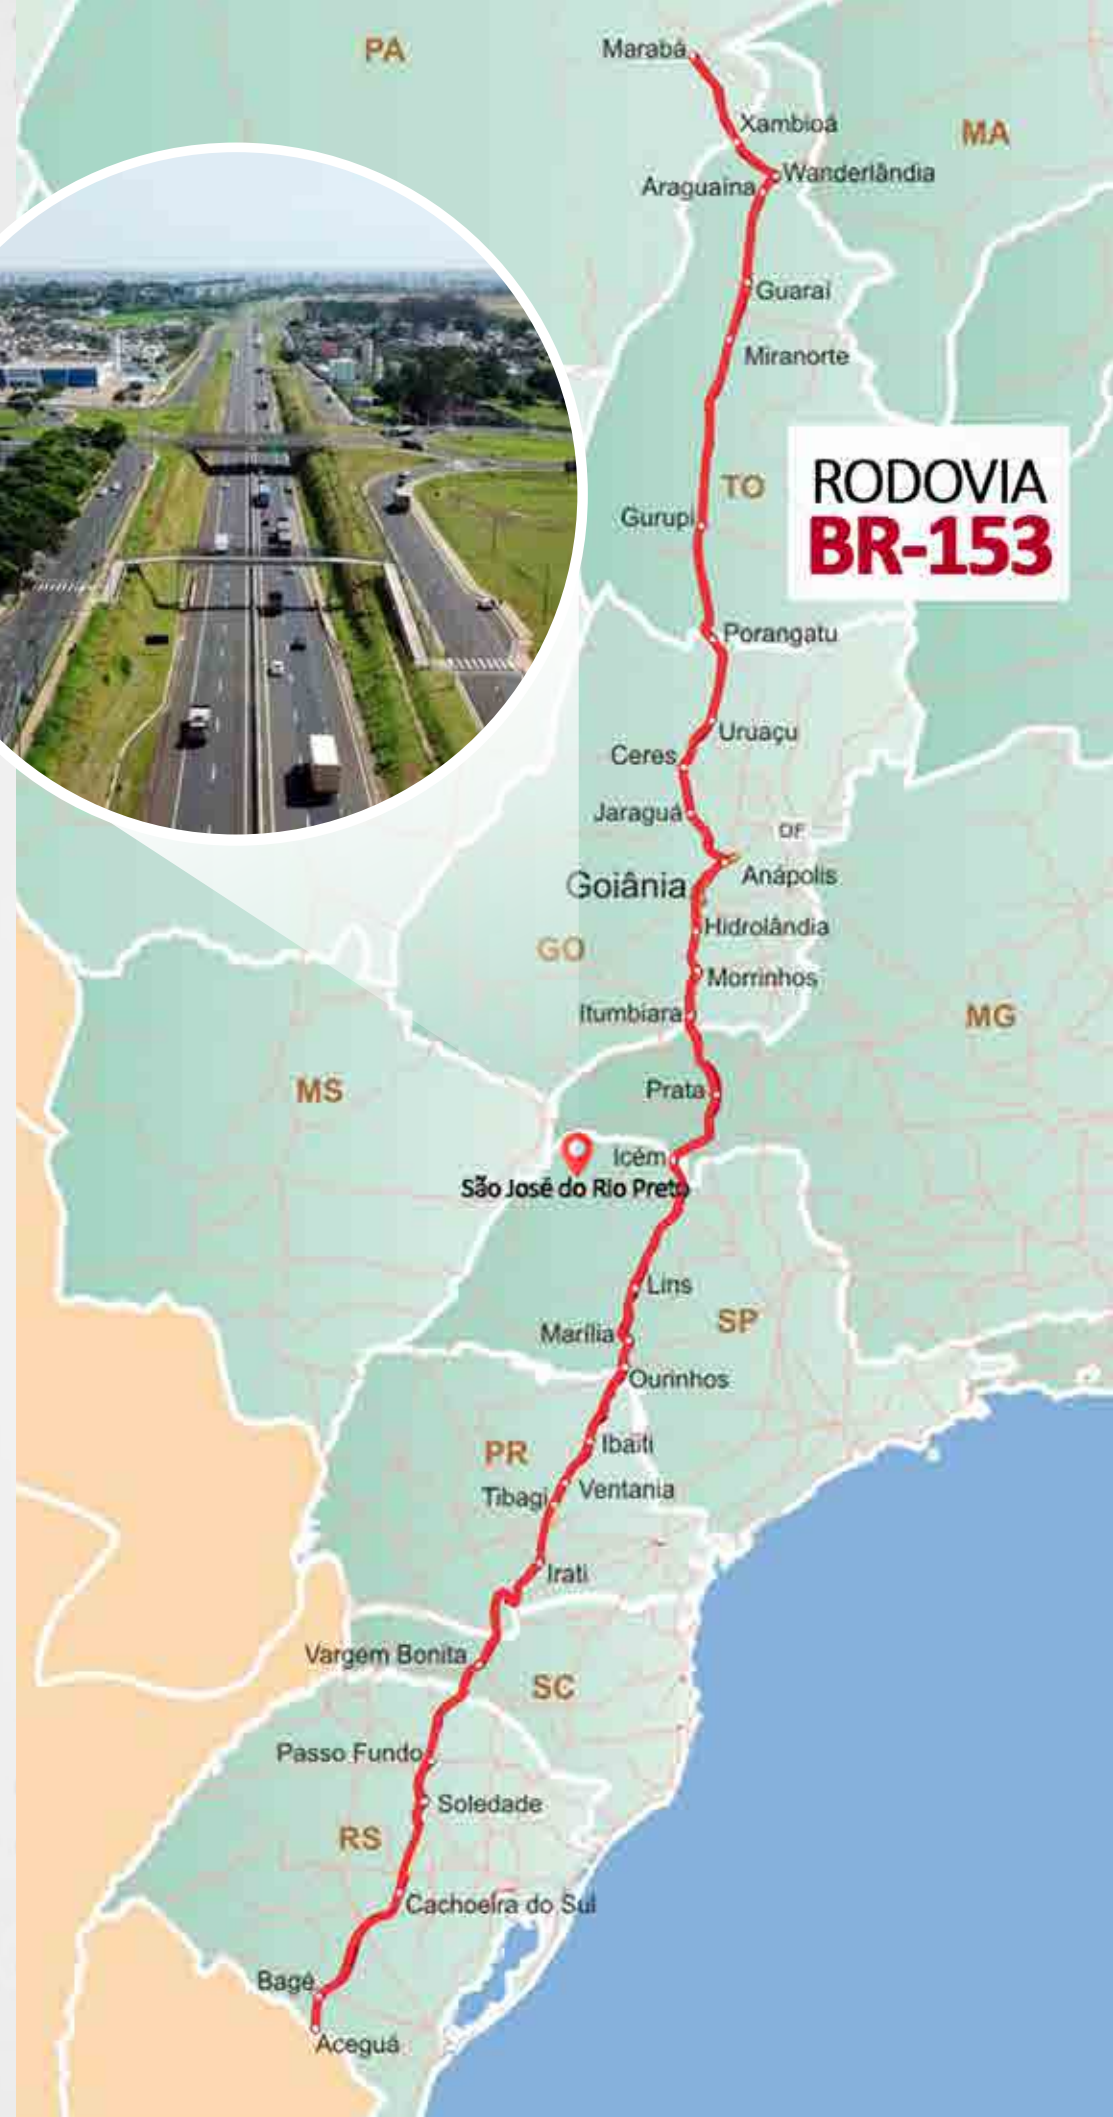 PA
Marabá
Xambioá
MA
Wanderlândia
Araguaína
Guaraí
Miranorte
TO
RODOVIA
BR-153
Gurupi
Porangatu
Uruaçu
Ceres
Jaraguá
DF
Anápolis
Goiânia
Hidrolândia
GO
Morrinhos
Itumbiara
MG
MS
Prata
Icém
São José do Rio Preto
Lins
SP
Marília
Ourinhos
Ibaiti
PR
Ventania
Tibagi
Irati
Vargem Bonita
SC
Passo Fundo
Soledade
RS
Cachoeira do Sul
Bagé
Aceguá